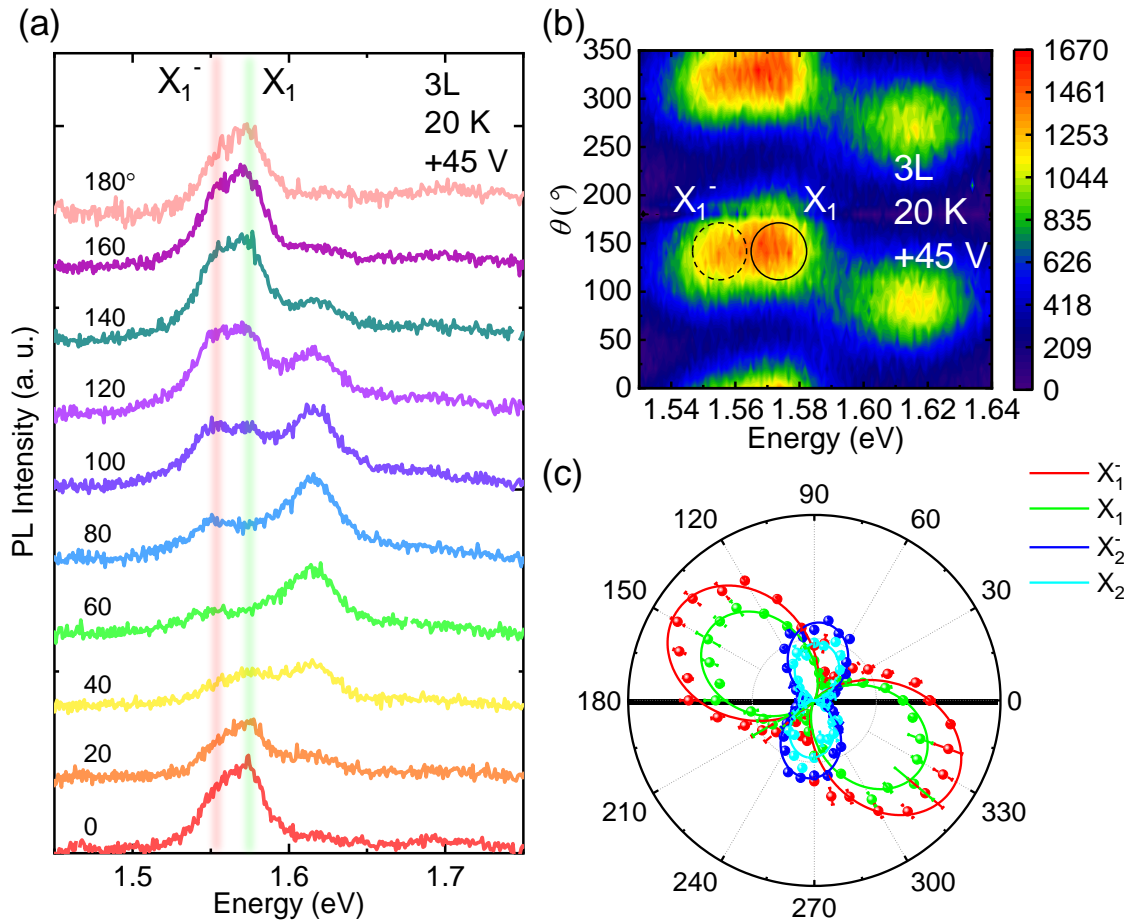 (a)
X₁⁻ X₁
3L
20 K
+45 V
180°
160
140
120
100
80
60
40
20
0
PL Intensity (a. u.)
1.5 1.6 1.7
Energy (eV)
(b)
350
300
250
200
150
100
50
0
θ(°)
X₁⁻ X₁
3L
20 K
+45 V
1.54 1.56 1.58 1.60 1.62 1.64
Energy (eV)
1670
1461
1253
1044
835
626
418
209
0
(c)
90
120 60
150 30
180 0
210 330
240 300
270
X₁⁻
X₁
X₂⁻
X₂